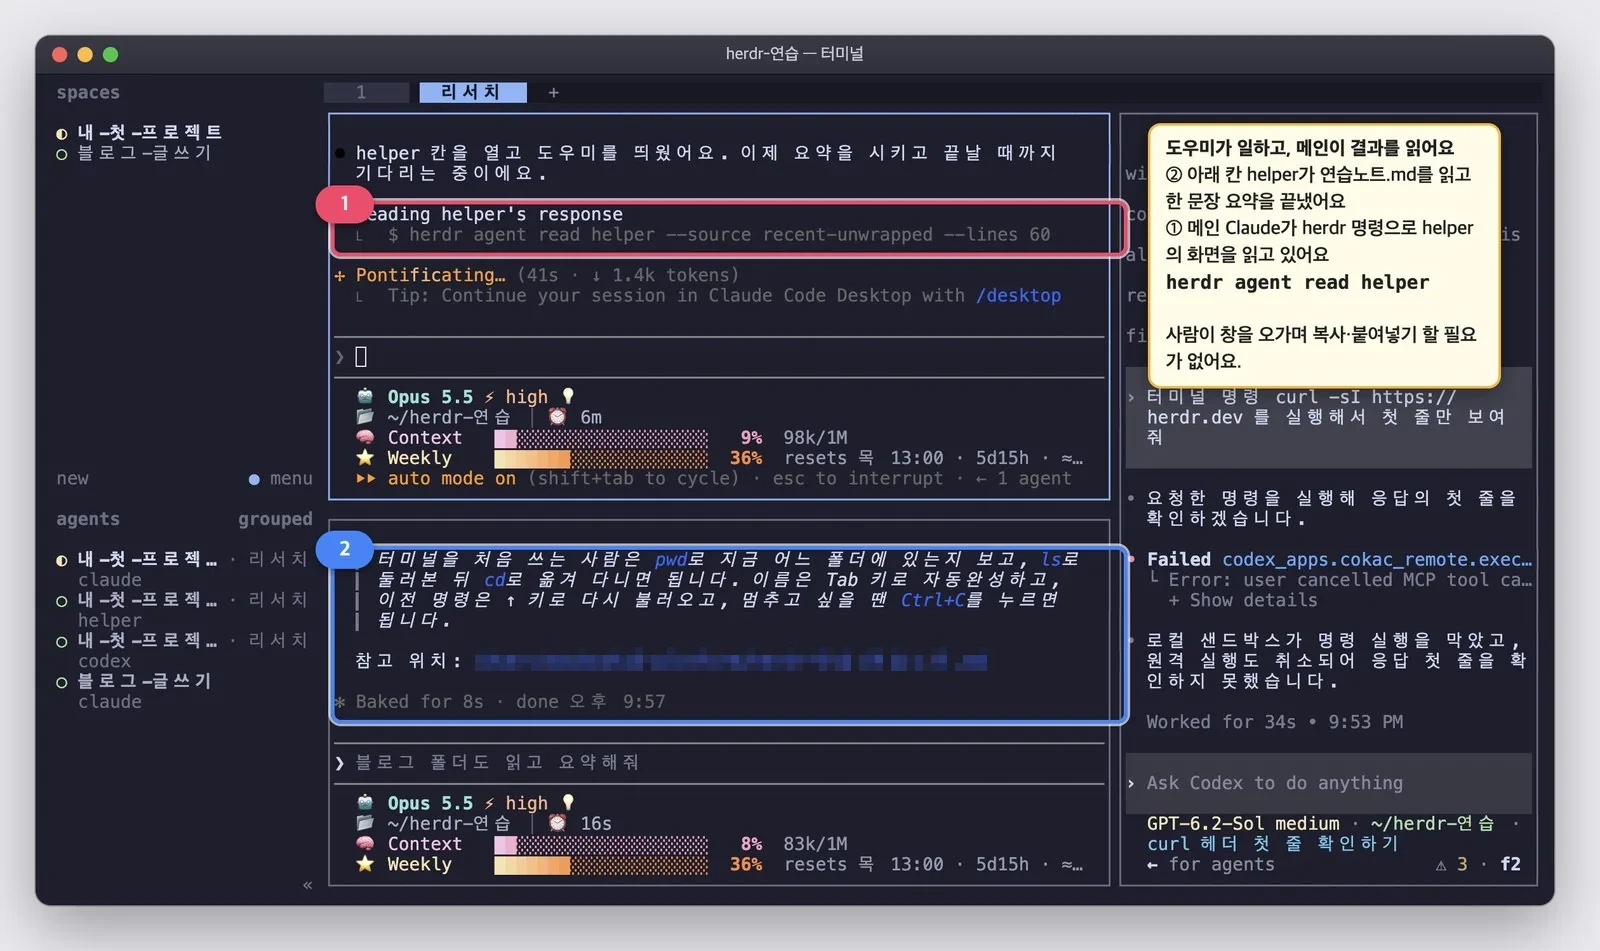 herdr-연습 — 터미널
spaces
1
리서치
+
◐ 내-첫-프로젝트
○ 블로그-글쓰기
new
● menu
agents
grouped
◐ 내-첫-프로젝… · 리서치
claude
○ 내-첫-프로젝… · 리서치
helper
○ 내-첫-프로젝… · 리서치
codex
○ 블로그-글쓰기
claude
«
● helper 칸을 열고 도우미를 띄웠어요. 이제 요약을 시키고 끝날 때까지
기다리는 중이에요.
1
eading helper's response
└ $ herdr agent read helper --source recent-unwrapped --lines 60
✢ Pontificating… (41s · ↓ 1.4k tokens)
└ Tip: Continue your session in Claude Code Desktop with /desktop
❯
Opus 5.5 ⚡ high 💡
~/herdr-연습 | ⏰ 6m
Context 9% 98k/1M
Weekly 36% resets 목 13:00 · 5d15h · ≈…
▸▸ auto mode on (shift+tab to cycle) · esc to interrupt · ← 1 agent
2
터미널을 처음 쓰는 사람은 pwd로 지금 어느 폴더에 있는지 보고, ls로
둘러본 뒤 cd로 옮겨 다니면 됩니다. 이름은 Tab 키로 자동완성하고,
이전 명령은 ↑ 키로 다시 불러오고, 멈추고 싶을 땐 Ctrl+C를 누르면
됩니다.
참고 위치:
✻ Baked for 8s · done 오후 9:57
❯ 블로그 폴더도 읽고 요약해줘
Opus 5.5 ⚡ high 💡
~/herdr-연습 | ⏰ 16s
Context 8% 83k/1M
Weekly 36% resets 목 13:00 · 5d15h · ≈…
도우미가 일하고, 메인이 결과를 읽어요
② 아래 칸 helper가 연습노트.md를 읽고
한 문장 요약을 끝냈어요
① 메인 Claude가 herdr 명령으로 helper
의 화면을 읽고 있어요
herdr agent read helper
사람이 창을 오가며 복사·붙여넣기 할 필요
가 없어요.
wi
co
is
al
re
fi
› 터미널 명령 curl -sI https://
herdr.dev 를 실행해서 첫 줄만 보여
줘
• 요청한 명령을 실행해 응답의 첫 줄을
확인하겠습니다.
• Failed codex_apps.cokac_remote.exec…
└ Error: user cancelled MCP tool ca…
+ Show details
• 로컬 샌드박스가 명령 실행을 막았고,
원격 실행도 취소되어 응답 첫 줄을 확
인하지 못했습니다.
Worked for 34s • 9:53 PM
› Ask Codex to do anything
GPT-6.2-Sol medium · ~/herdr-연습 ·
curl 헤더 첫 줄 확인하기
← for agents ⚠ 3 · f2